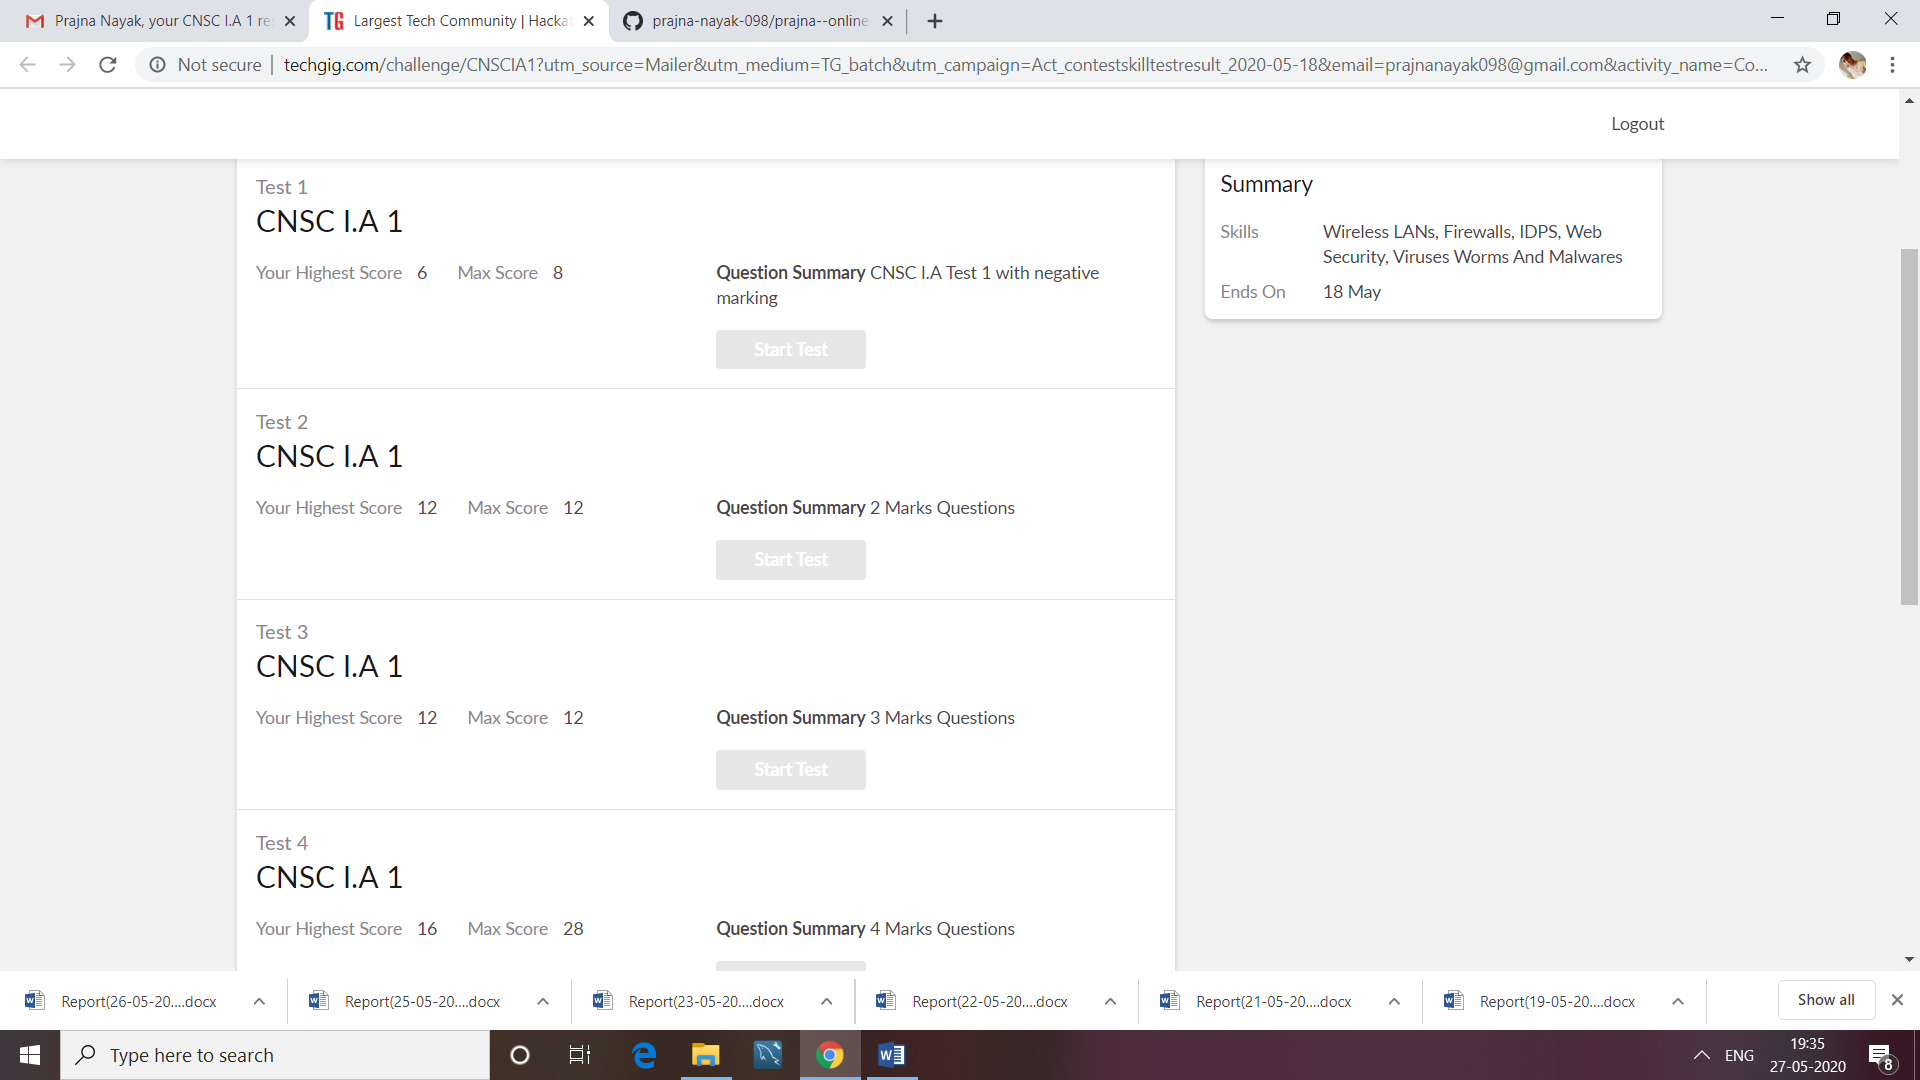 Prajna Nayak, your CNSC I.A 1 re
Largest Tech Community | Hacka
prajna-nayak-098/prajna--online
Not secure
techgig.com/challenge/CNSCIA1?utm_source=Mailer&utm_medium=TG_batch&utm_campaign=Act_contestskilltestresult_2020-05-18&email=prajnanayak098@gmail.com&activity_name=Co...
Logout
Test 1
CNSC I.A 1
Your Highest Score 6 Max Score 8
Question Summary CNSC I.A Test 1 with negative
marking
Start Test
Test 2
CNSC I.A 1
Your Highest Score 12 Max Score 12
Question Summary 2 Marks Questions
Start Test
Test 3
CNSC I.A 1
Your Highest Score 12 Max Score 12
Question Summary 3 Marks Questions
Start Test
Test 4
CNSC I.A 1
Your Highest Score 16 Max Score 28
Question Summary 4 Marks Questions
Summary
Skills
Wireless LANs, Firewalls, IDPS, Web
Security, Viruses Worms And Malwares
Ends On 18 May
Report(26-05-20....docx
Report(25-05-20....docx
Report(23-05-20....docx
Report(22-05-20....docx
Report(21-05-20....docx
Report(19-05-20....docx
Show all
Type here to search
ENG
19:35
27-05-2020
8